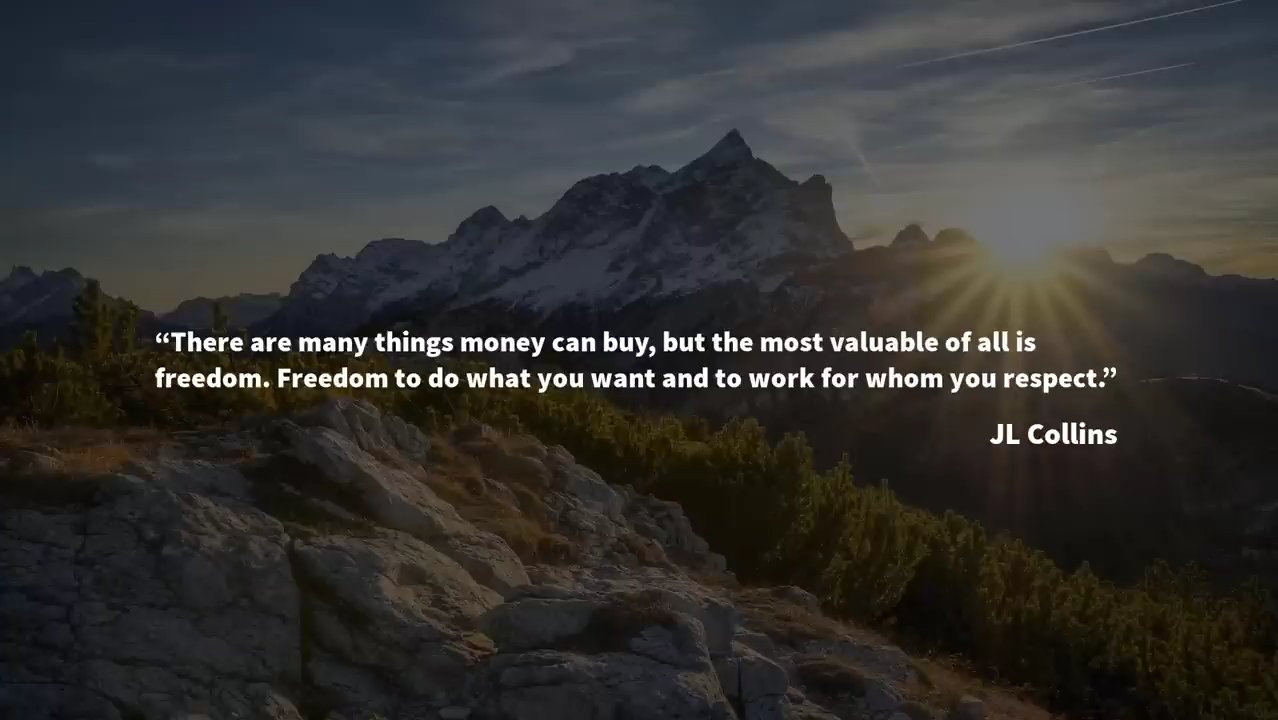 “There are many things money can buy, but the most valuable of all is
freedom. Freedom to do what you want and to work for whom you respect.”
JL Collins